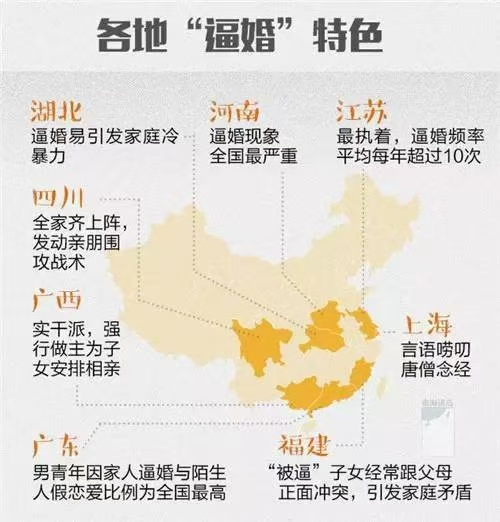 各地“逼婚”特色
湖北
逼婚易引发家庭冷
暴力
河南
逼婚现象
全国最严重
江苏
最执着，逼婚频率
平均每年超过10次
四川
全家齐上阵，
发动亲朋围
攻战术
广西
实干派，强
行做主为子
女安排相亲
上海
言语唠叨
唐僧念经
广东
男青年因家人逼婚与陌生
人假恋爱比例为全国最高
福建
“被逼”子女经常跟父母
正面冲突，引发家庭矛盾
南海诸岛